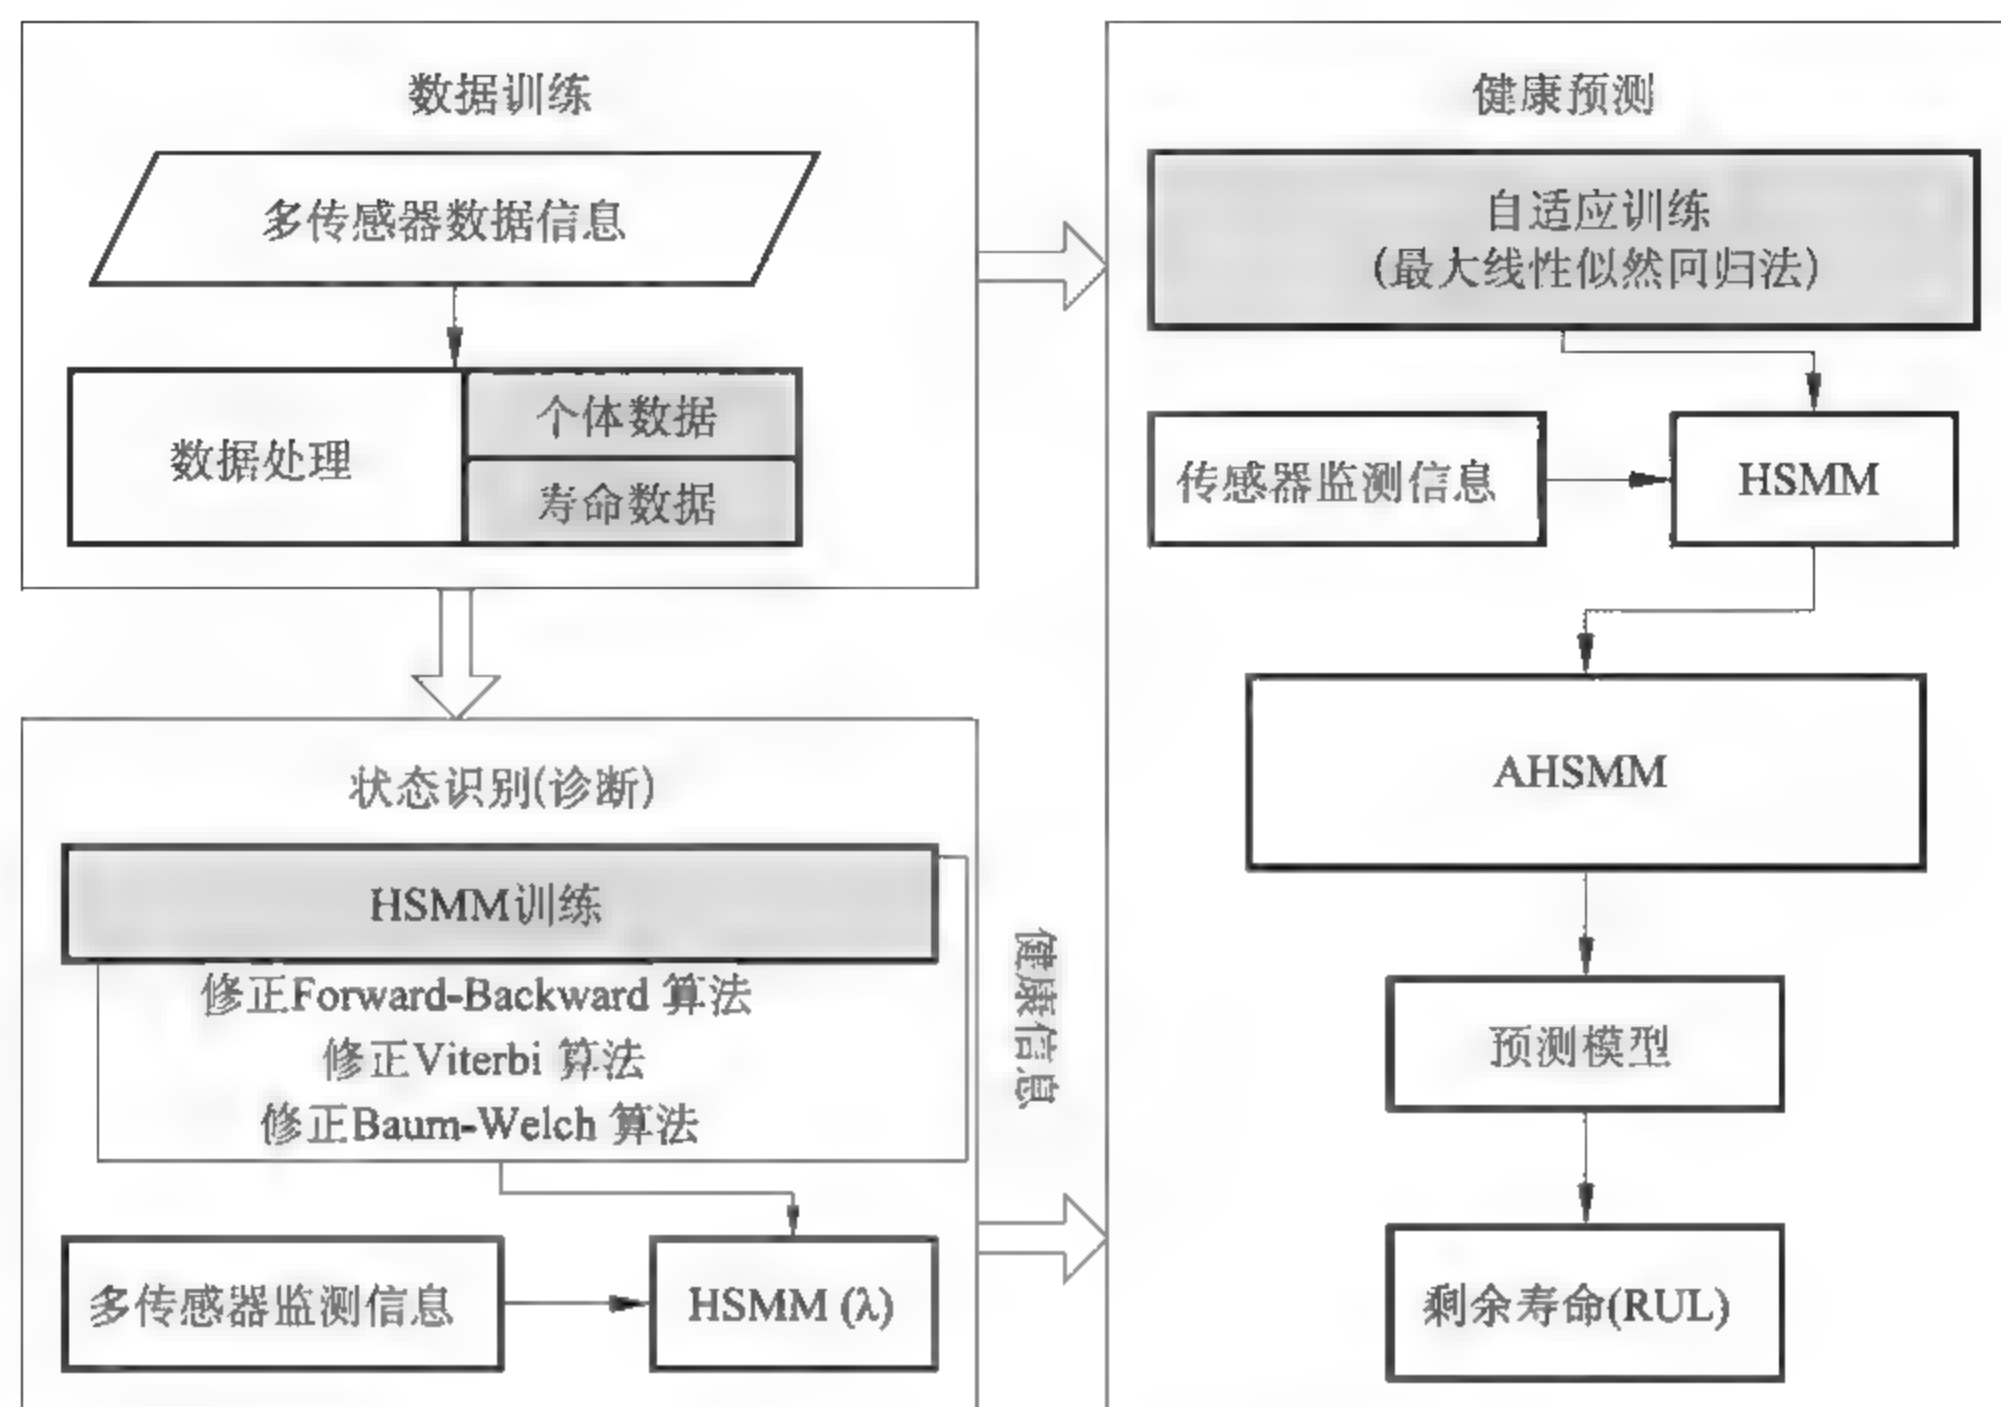 数据训练
多传感器数据信息
数据处理
个体数据
寿命数据
状态识别(诊断)
HSMM训练
修正Forward-Backward 算法
修正Viterbi 算法
修正Baum-Welch 算法
多传感器监测信息
HSMM (λ)
健康信息
健康预测
自适应训练
(最大线性似然回归法)
传感器监测信息
HSMM
AHSMM
预测模型
剩余寿命(RUL)